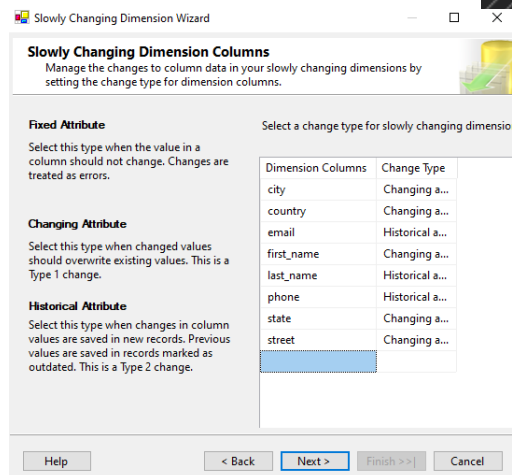 Slowly Changing Dimension Wizard
Slowly Changing Dimension Columns
Manage the changes to column data in your slowly changing dimensions by
setting the change type for dimension columns.
Fixed Attribute
Select this type when the value in a
column should not change. Changes are
treated as errors.
Changing Attribute
Select this type when changed values
should overwrite existing values. This is a
Type 1 change.
Historical Attribute
Select this type when changes in column
values are saved in new records. Previous
values are saved in records marked as
outdated. This is a Type 2 change.
Select a change type for slowly changing dimensio
Dimension Columns Change Type
city Changing a...
country Changing a...
email Historical a...
first_name Changing a...
last_name Historical a...
phone Historical a...
state Changing a...
street Changing a...
Help < Back Next > Finish >>| Cancel